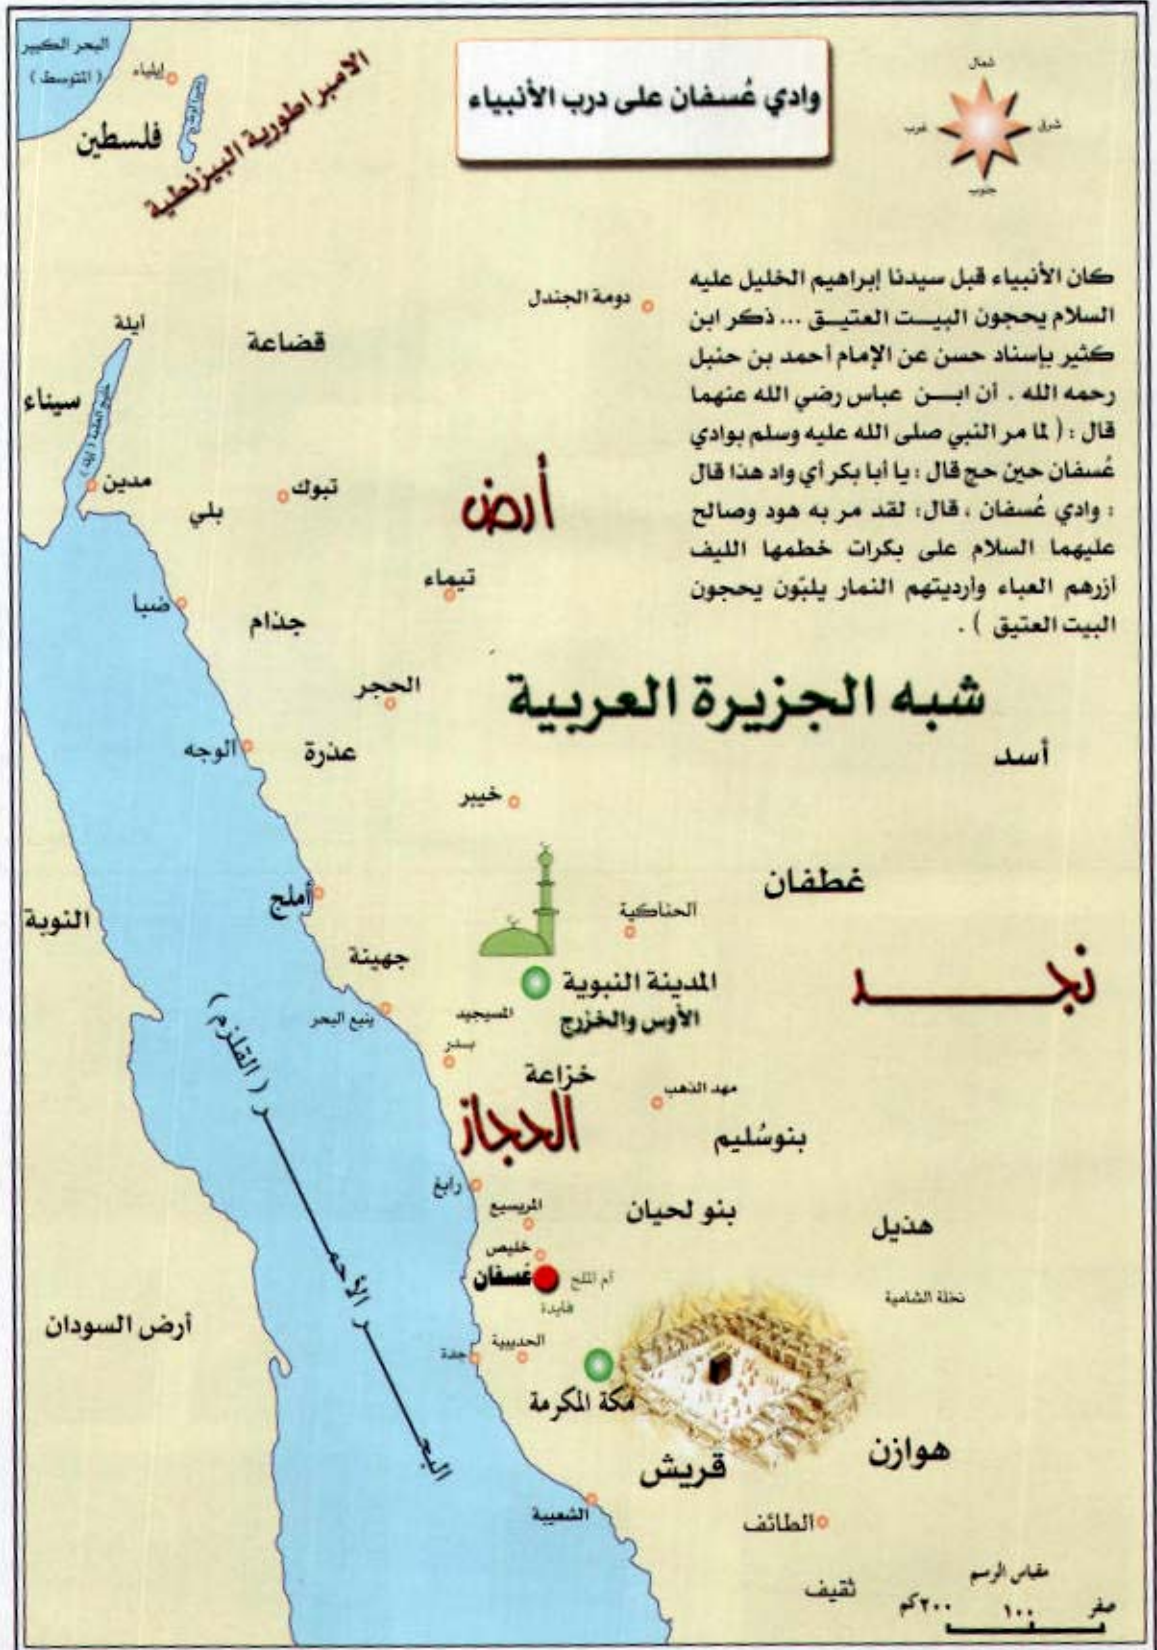 وادي عُسفان على درب الأنبياء
شمال
شرق
غرب
جنوب
البحر الكبير
( المتوسط )
إيلياء
فلسطين
الامبراطورية البيزنطية
كان الأنبياء قبل سيدنا إبراهيم الخليل عليه
السلام يحجون البيت العتيق ... ذكر ابن
كثير بإسناد حسن عن الإمام أحمد بن حنبل
رحمه الله . أن ابن عباس رضي الله عنهما
قال : ( لما مر النبي صلى الله عليه وسلم بوادي
عُسفان حين حج قال : يا أبا بكر أي واد هذا قال
: وادي عُسفان ، قال: لقد مر به هود وصالح
عليهما السلام على بكرات خطمها الليف
أزرهم العباء وأرديتهم النمار يلبّون يحجون
البيت العتيق ) .
دومة الجندل
أيلة
قضاعة
سيناء
خليج العقبة ( أيلة )
مدين
تبوك
بلي
أرض
تيماء
ضبا
جذام
الحجر
شبه الجزيرة العربية
أسد
الوجه
عذرة
خيبر
غطفان
أملج
الحناكية
النوبة
جهينة
نجد
المدينة النبوية
الأوس والخزرج
المسيجيد
ينبع البحر
بدر
خزاعة
مهد الذهب
الحجاز
بنوسُليم
البحر الأحمر ( القلزم )
رابغ
المريسيع
بنو لحيان
هذيل
خليص
عُسفان
أم الملح
فايدة
نخلة الشامية
أرض السودان
الحديبية
جدة
مكة المكرمة
هوازن
قريش
الشعيبة
الطائف
ثقيف
مقياس الرسم
صفر ١٠٠ ٢٠٠كم